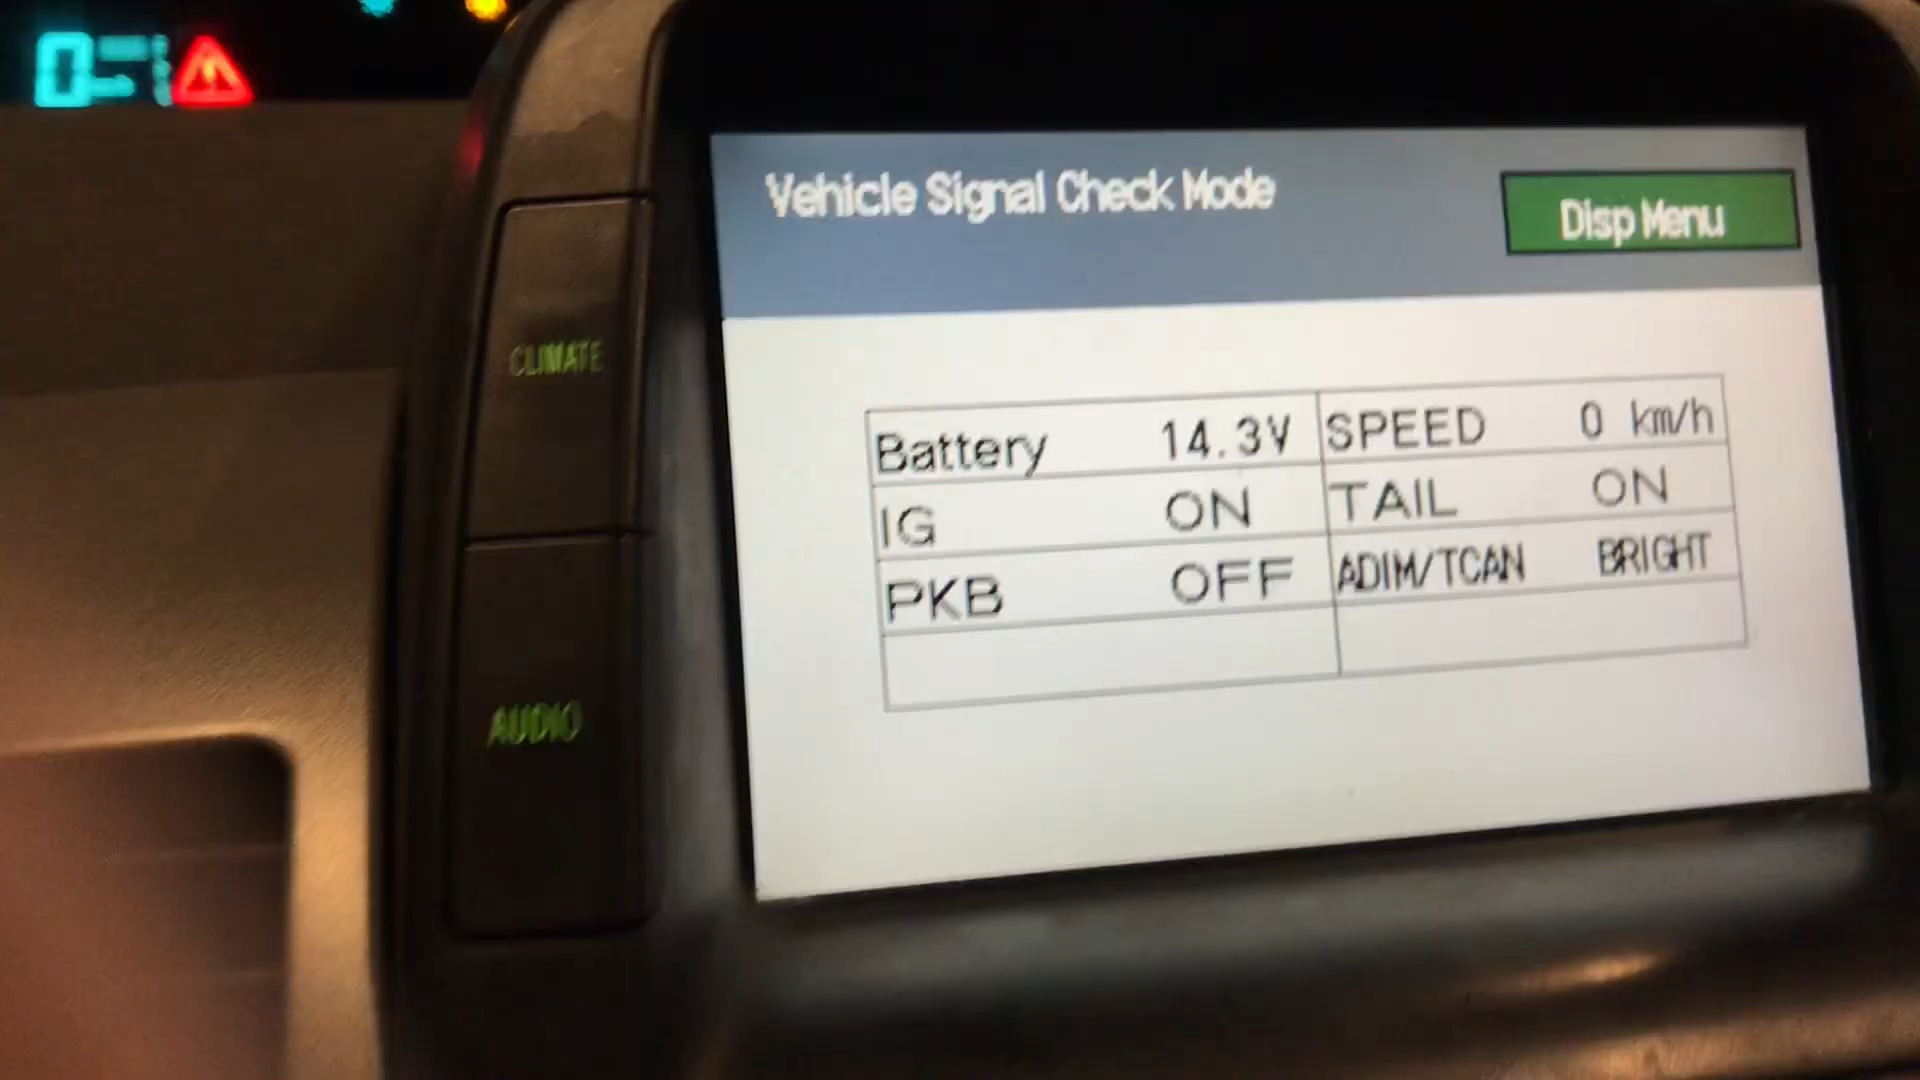 0
Vehicle Signal Check Mode
Disp Menu
CLIMATE
AUDIO
Battery 14.3V SPEED 0 km/h
IG ON TAIL ON
PKB OFF ADIM/TCAN BRIGHT